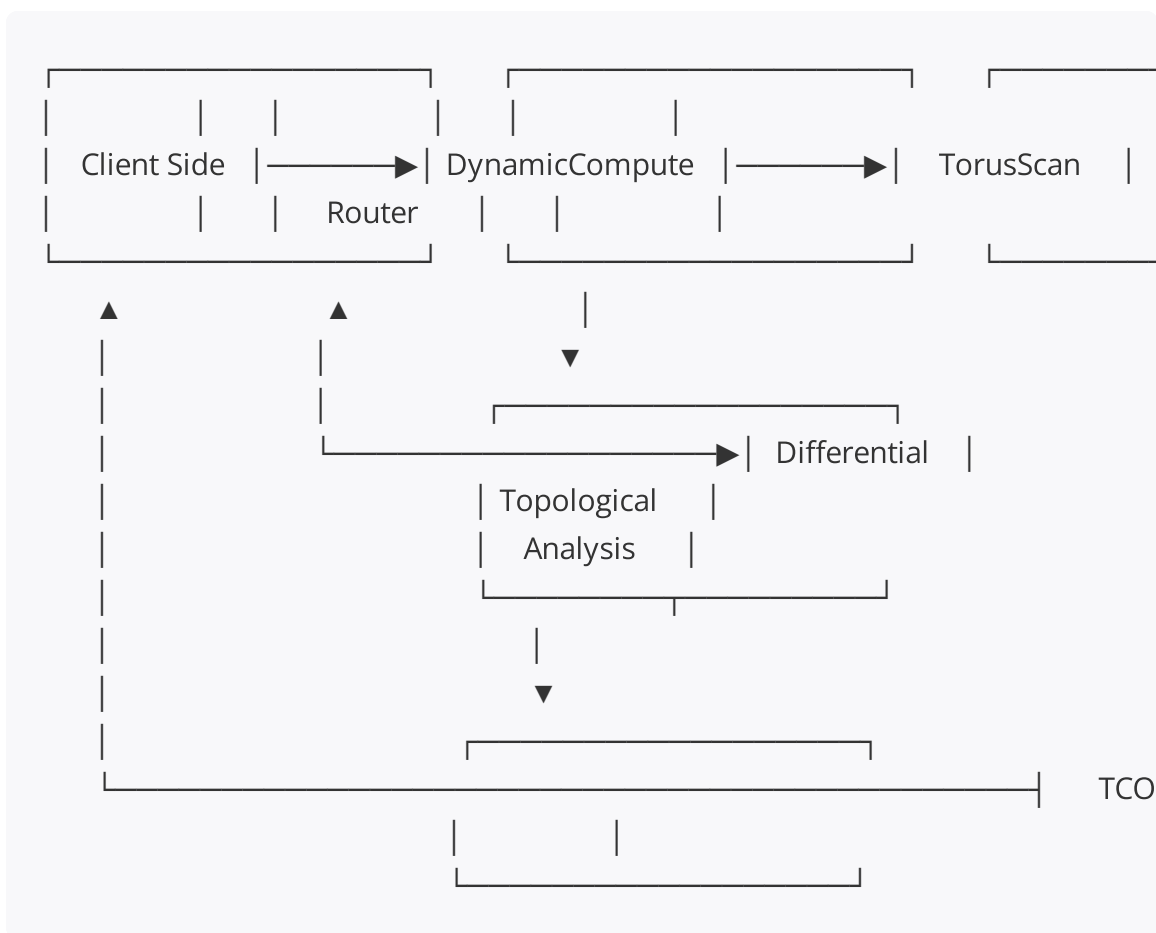 Client Side DynamicCompute TorusScan
Router
Differential
Topological
Analysis
TCO